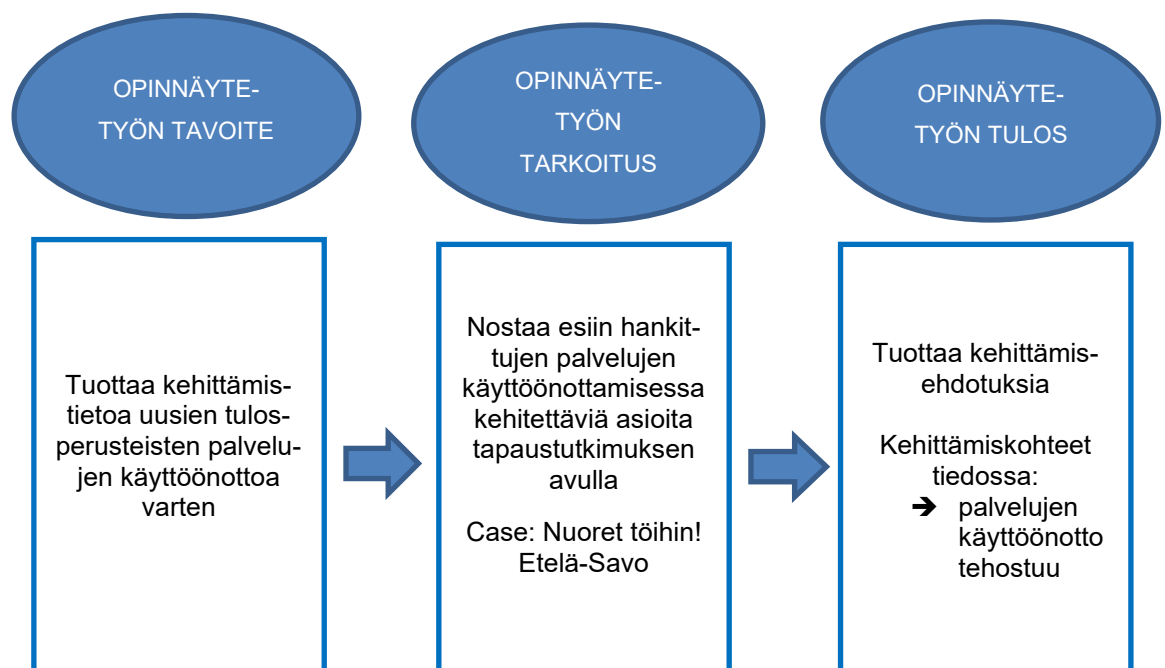 OPINNÄYTE-
TYÖN TAVOITE
OPINNÄYTE-
TYÖN
TARKOITUS
OPINNÄYTE-
TYÖN TULOS
Tuottaa kehittämis-
tietoa uusien tulos-
perusteisten palvelu-
jen käyttöönottoa
varten
Nostaa esiin hankit-
tujen palvelujen
käyttöönottamisessa
kehitettäviä asioita
tapaustutkimuksen
avulla
Case: Nuoret töihin!
Etelä-Savo
Tuottaa kehittämis-
ehdotuksia
Kehittämiskohteet
tiedossa:
➔ palvelujen
käyttöönotto
tehostuu